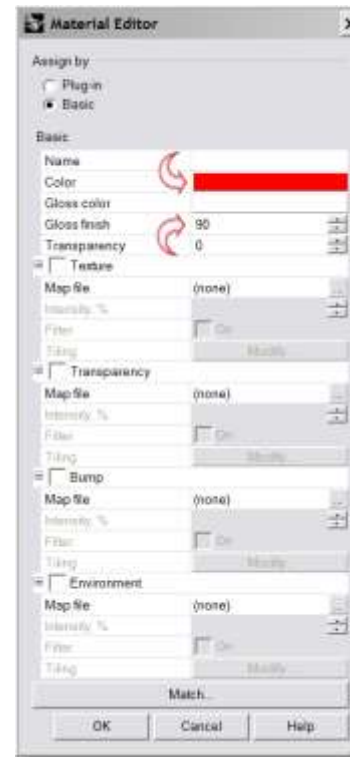 Material Editor
Assign by
Plug-in
Basic
Basic
Name
Color
Gloss color
Gloss finish 90
Transparency 0
Texture
Map file (none) ...
Intensity, %
Filter On
Tiling Modify
Transparency
Map file (none) ...
Intensity, %
Filter On
Tiling Modify
Bump
Map file (none) ...
Intensity, %
Filter On
Tiling Modify
Environment
Map file (none) ...
Intensity, %
Filter On
Tiling Modify
Match...
OK Cancel Help